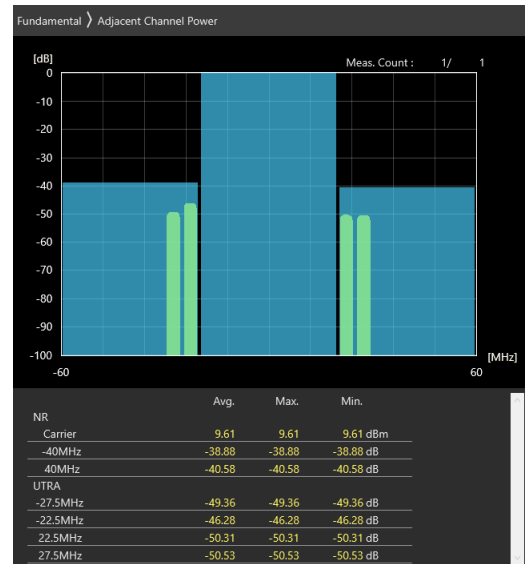 Fundamental 〉 Adjacent Channel Power
[dB] Meas. Count : 1/ 1
0
-10
-20
-30
-40
-50
-60
-70
-80
-90
-100 [MHz]
-60 60
Avg. Max. Min.
NR
Carrier 9.61 9.61 9.61 dBm
-40MHz -38.88 -38.88 -38.88 dB
40MHz -40.58 -40.58 -40.58 dB
UTRA
-27.5MHz -49.36 -49.36 -49.36 dB
-22.5MHz -46.28 -46.28 -46.28 dB
22.5MHz -50.31 -50.31 -50.31 dB
27.5MHz -50.53 -50.53 -50.53 dB